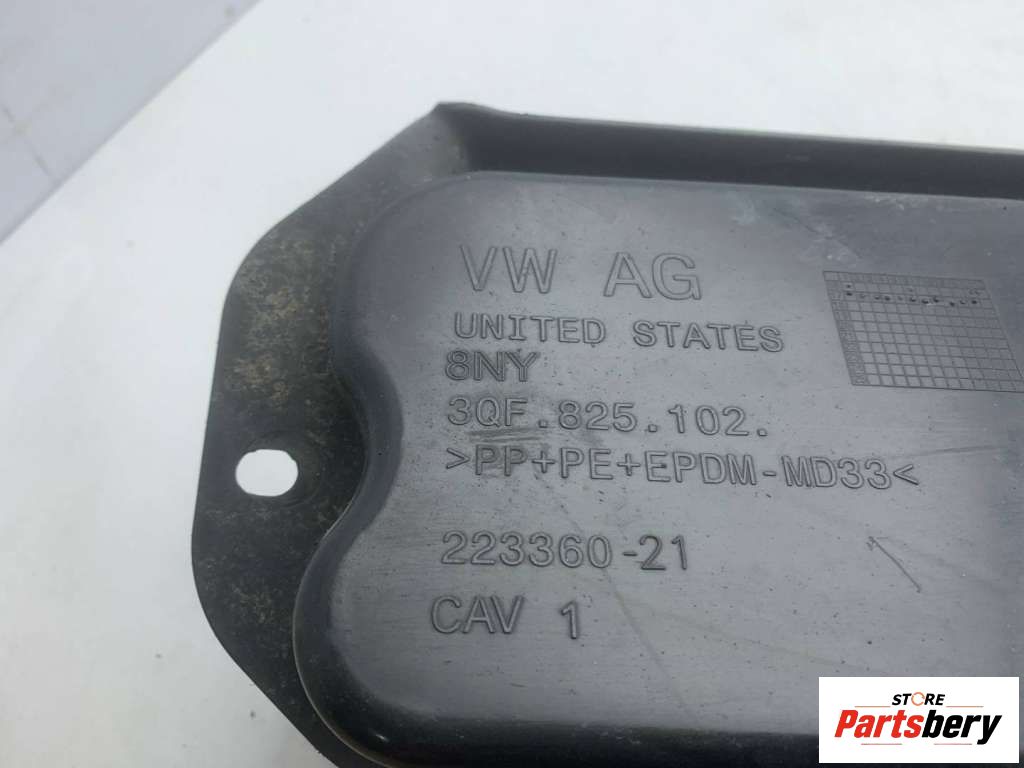 VW AG
UNITED STATES
8NY
3QF.825.102.
>PP+PE+EPDM-MD33<
223360-21
CAV 1
STORE
Partsbery